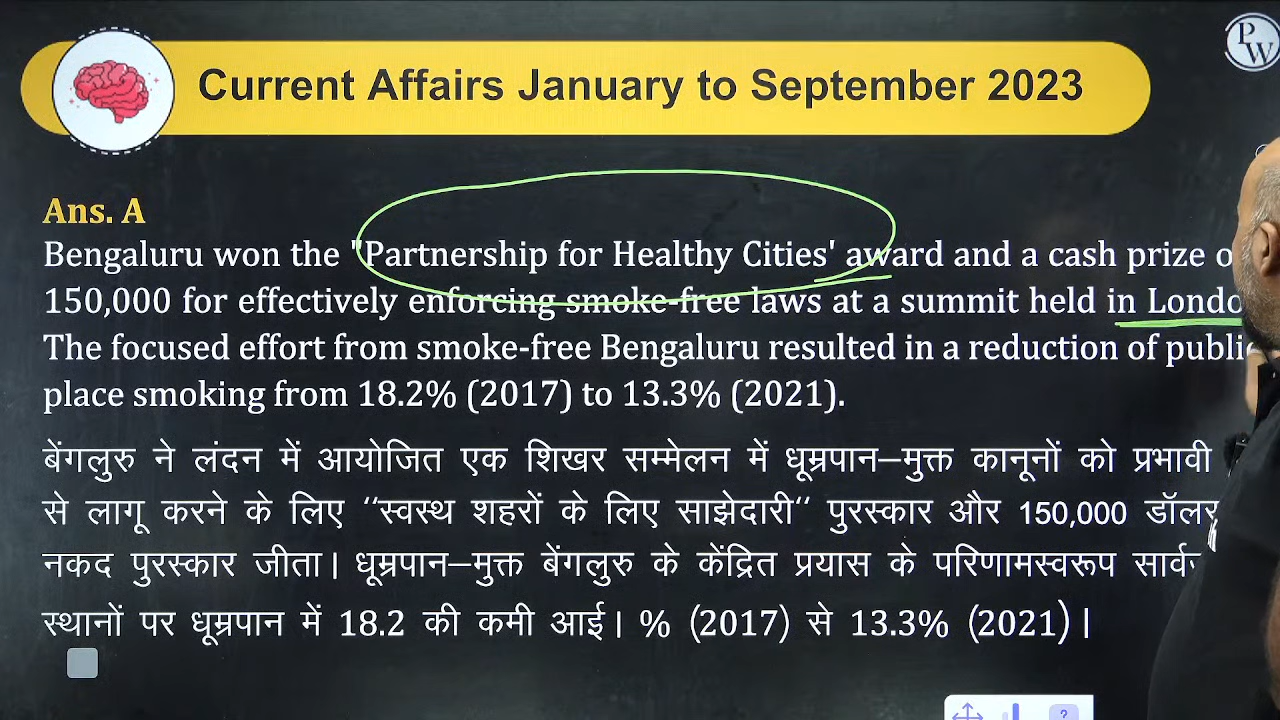 PW
Current Affairs January to September 2023
Ans. A
Bengaluru won the "Partnership for Healthy Cities' award and a cash prize
150,000 for effectively enforcing smoke-free laws at a summit held in
The focused effort from smoke-free Bengaluru resulted in a reduction of
place smoking from 18.2% (2017) to 13.3% (2021).
बेंगलुरु ने लंदन में आयोजित एक शिखर सम्मेलन में धूम्रपान–मुक्त कानूनों को प्रभावी
से लागू करने के लिए ‘‘स्वस्थ शहरों के लिए साझेदारी‘‘ पुरस्कार और 150,000
नकद पुरस्कार जीता। धूम्रपान–मुक्त बेंगलुरु के केंद्रित प्रयास के परिणामस्वरूप
स्थानों पर धूम्रपान में 18.2 की कमी आई। % (2017) से 13.3% (2021)।
?